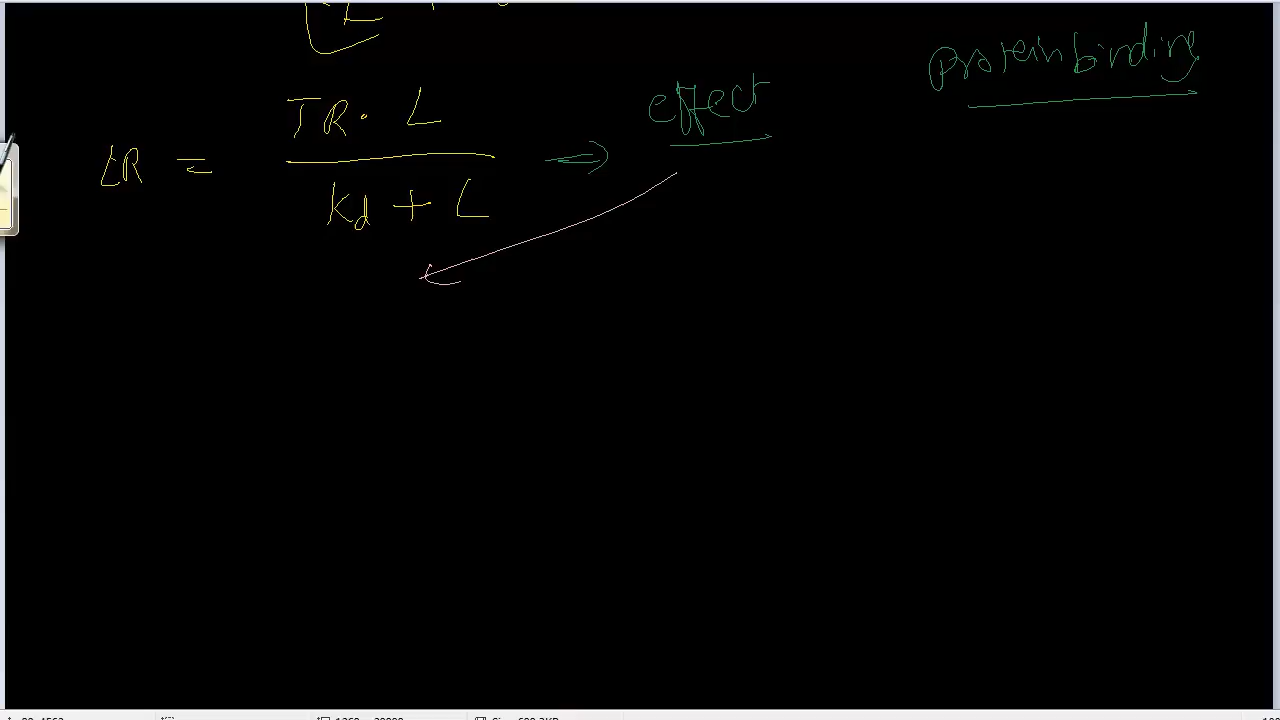 protein binding
effect
LR = TR · L
kd + L